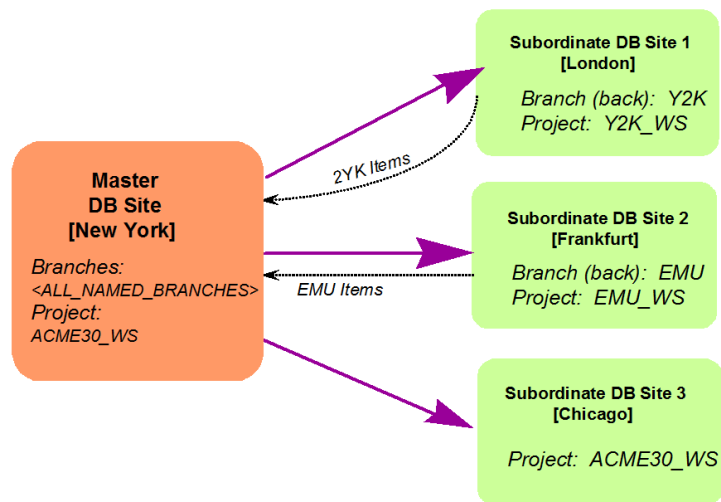 Subordinate DB Site 1
[London]
Branch (back): Y2K
Project: Y2K_WS
2YK Items
Master
DB Site
[New York]
Branches:
<ALL_NAMED_BRANCHES>
Project:
ACME30_WS
Subordinate DB Site 2
[Frankfurt]
Branch (back): EMU
Project: EMU_WS
EMU Items
Subordinate DB Site 3
[Chicago]
Project: ACME30_WS